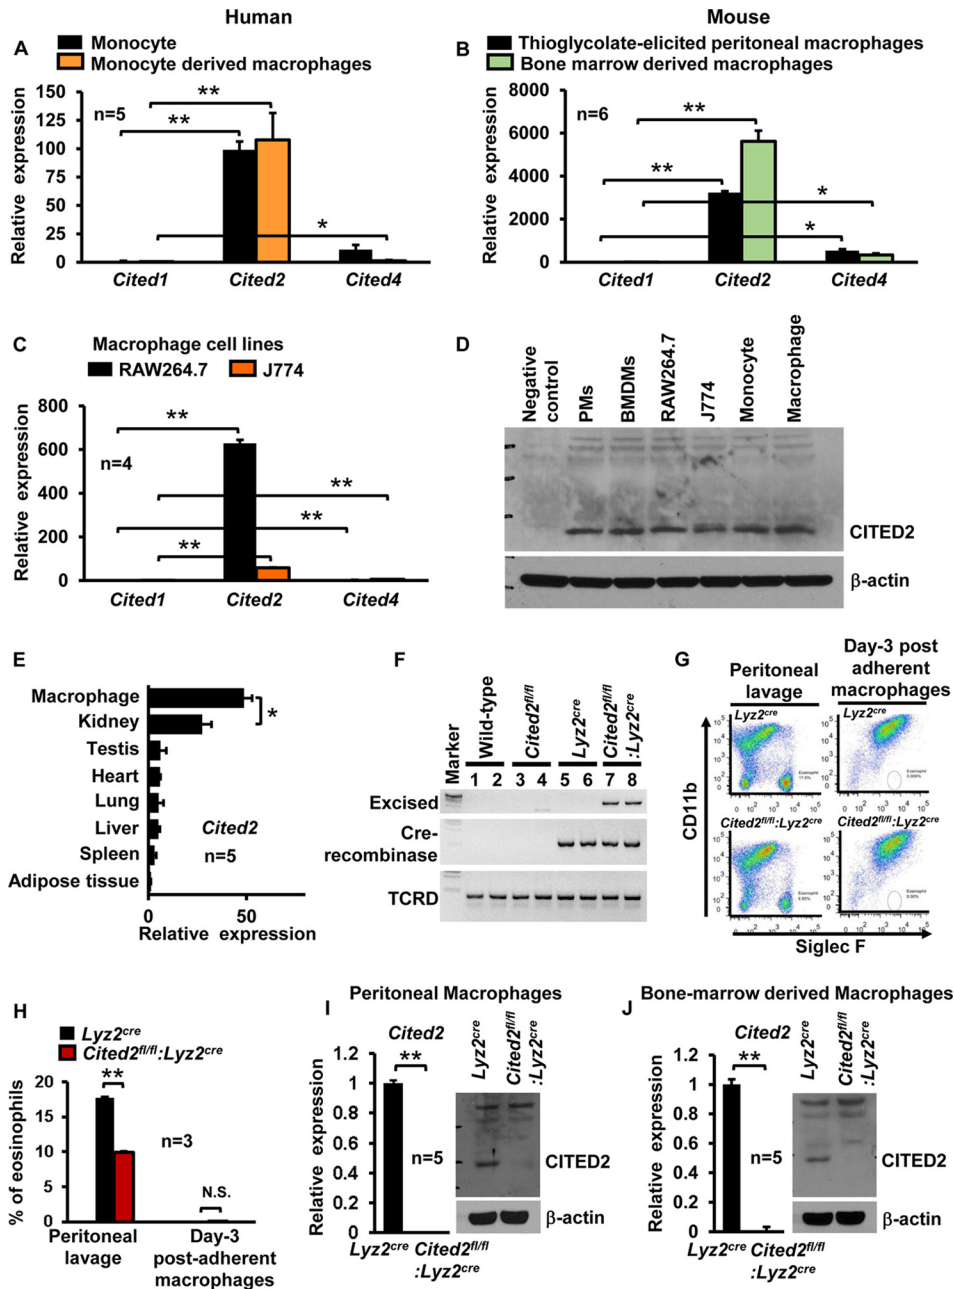 Human
Mouse
A
Monocyte
Monocyte derived macrophages
Relative expression
150
125
100
75
50
25
0
n=5
**
**
*
Cited1
Cited2
Cited4
B
Thioglycolate-elicited peritoneal macrophages
Bone marrow derived macrophages
Relative expression
8000
6000
4000
2000
0
n=6
**
**
*
*
Cited1
Cited2
Cited4
C
Macrophage cell lines
RAW264.7
J774
Relative expression
800
600
400
200
0
n=4
**
**
**
**
Cited1
Cited2
Cited4
D
Negative
control
PMs
BMDMs
RAW264.7
J774
Monocyte
Macrophage
CITED2
β-actin
E
Macrophage
Kidney
Testis
Heart
Lung
Liver
Spleen
Adipose tissue
*
Cited2
n=5
0
50
Relative expression
F
Marker
Wild-type
Cited2fl/fl
Lyz2cre
Cited2fl/fl
:Lyz2cre
1 2 3 4 5 6 7 8
Excised
Cre-
recombinase
TCRD
G
Peritoneal
lavage
Day-3 post
adherent
macrophages
Lyz2cre
Lyz2cre
Cited2fl/fl:Lyz2cre
Cited2fl/fl:Lyz2cre
CD11b
Siglec F
H
Lyz2cre
Cited2fl/fl:Lyz2cre
% of eosinophils
20
15
10
5
0
**
n=3
N.S.
Peritoneal
lavage
Day-3
post-adherent
macrophages
I
Peritoneal Macrophages
Cited2
Relative expression
1.2
1
0.8
0.6
0.4
0.2
0
**
n=5
Lyz2cre
Cited2fl/fl
:Lyz2cre
Lyz2cre
Cited2fl/fl
:Lyz2cre
CITED2
β-actin
J
Bone-marrow derived Macrophages
Cited2
Relative expression
1.2
1
0.8
0.6
0.4
0.2
0
**
n=5
Lyz2cre
Cited2fl/fl
:Lyz2cre
Lyz2cre
Cited2fl/fl
:Lyz2cre
CITED2
β-actin